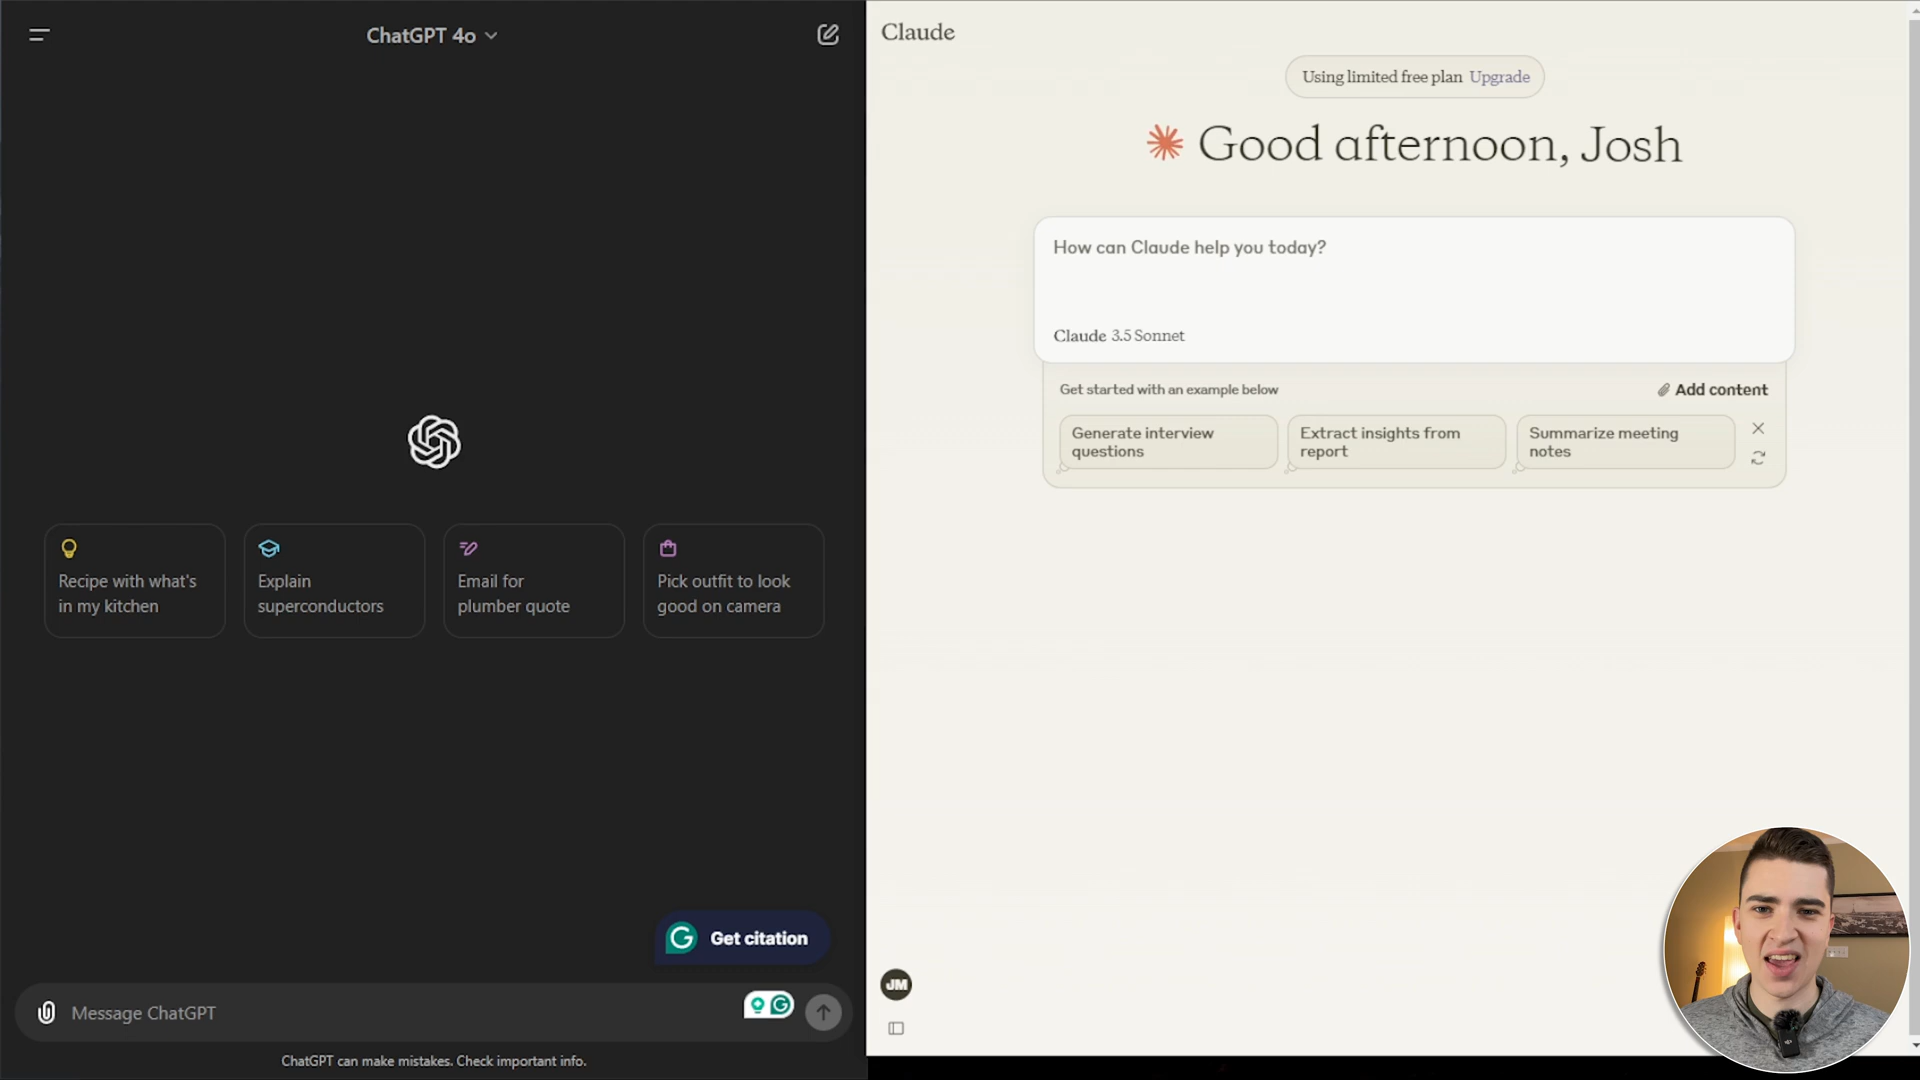 ChatGPT 4o
Recipe with what's
in my kitchen
Explain
superconductors
Email for
plumber quote
Pick outfit to look
good on camera
Get citation
Message ChatGPT
ChatGPT can make mistakes. Check important info.
Claude
Using limited free plan Upgrade
Good afternoon, Josh
How can Claude help you today?
Claude 3.5 Sonnet
Get started with an example below
Add content
Generate interview
questions
Extract insights from
report
Summarize meeting
notes
JM